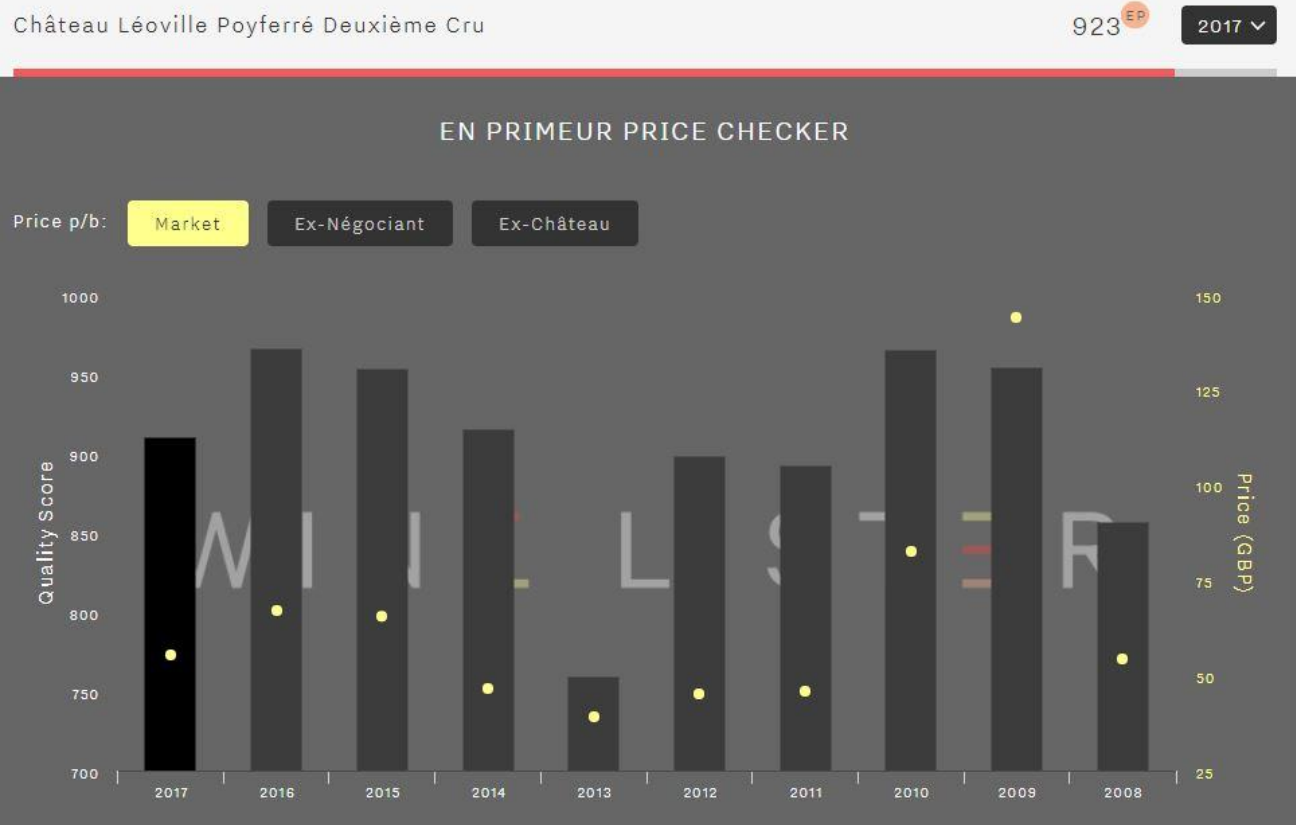 Château Léoville Poyferré Deuxième Cru 923 EP 2017
EN PRIMEUR PRICE CHECKER
Price p/b: Market Ex-Négociant Ex-Château
1000
950
900
850
800
750
700
Quality Score
WINE LISTER
150
125
100
75
50
25
Price (GBP)
2017 2016 2015 2014 2013 2012 2011 2010 2009 2008